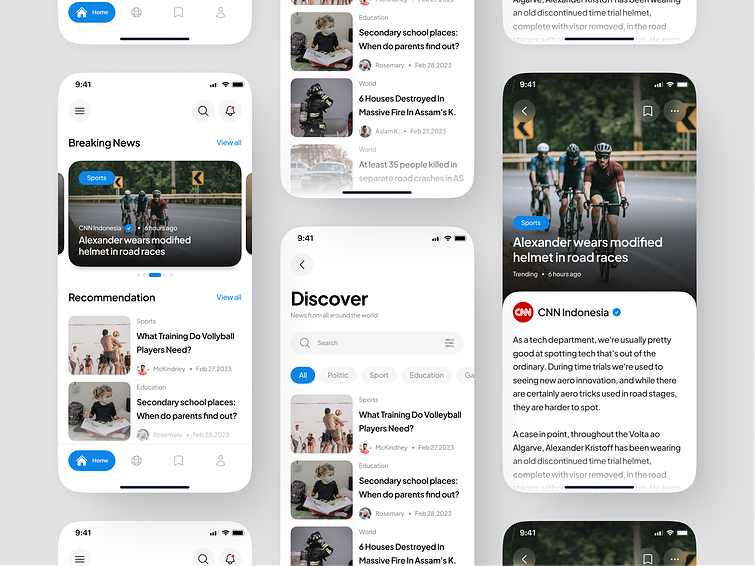 Home
9:41
Breaking News
View all
Sports
CNN Indonesia • 6 hours ago
Alexander wears modified
helmet in road races
Recommendation
View all
Sports
What Training Do Vollyball
Players Need?
McKindney • Feb 27,2023
Education
Secondary school places:
When do parents find out?
Rosemary • Feb 28,2023
Home
9:41
McKindney • Feb 27,2023
Education
Secondary school places:
When do parents find out?
Rosemary • Feb 28,2023
World
6 Houses Destroyed In
Massive Fire In Assam's K.
Aslam K. • Feb 27,2023
World
At least 35 people killed in
separate road crashes in AS
9:41
Discover
News from all around the world
Search
All
Politic
Sport
Education
Ga
Sports
What Training Do Vollyball
Players Need?
McKindney • Feb 27,2023
Education
Secondary school places:
When do parents find out?
Rosemary • Feb 28,2023
World
6 Houses Destroyed In
Massive Fire In Assam's K.
Algarve, Alexander Kristoff has been wearing
an old discontinued time trial helmet,
complete with visor removed, in the road
stages without
9:41
Sports
Alexander wears modified
helmet in road races
Trending • 6 hours ago
CNN
CNN Indonesia
As a tech department, we're usually pretty
good at spotting tech that's out of the
ordinary. During time trials we're used to
seeing new aero innovation, and while there
are certainly aero tricks used in road stages,
they are harder to spot.
A case in point, throughout the Volta ao
Algarve, Alexander Kristoff has been wearing
an old discontinued time trial helmet,
complete with visor removed, in the road
9:41